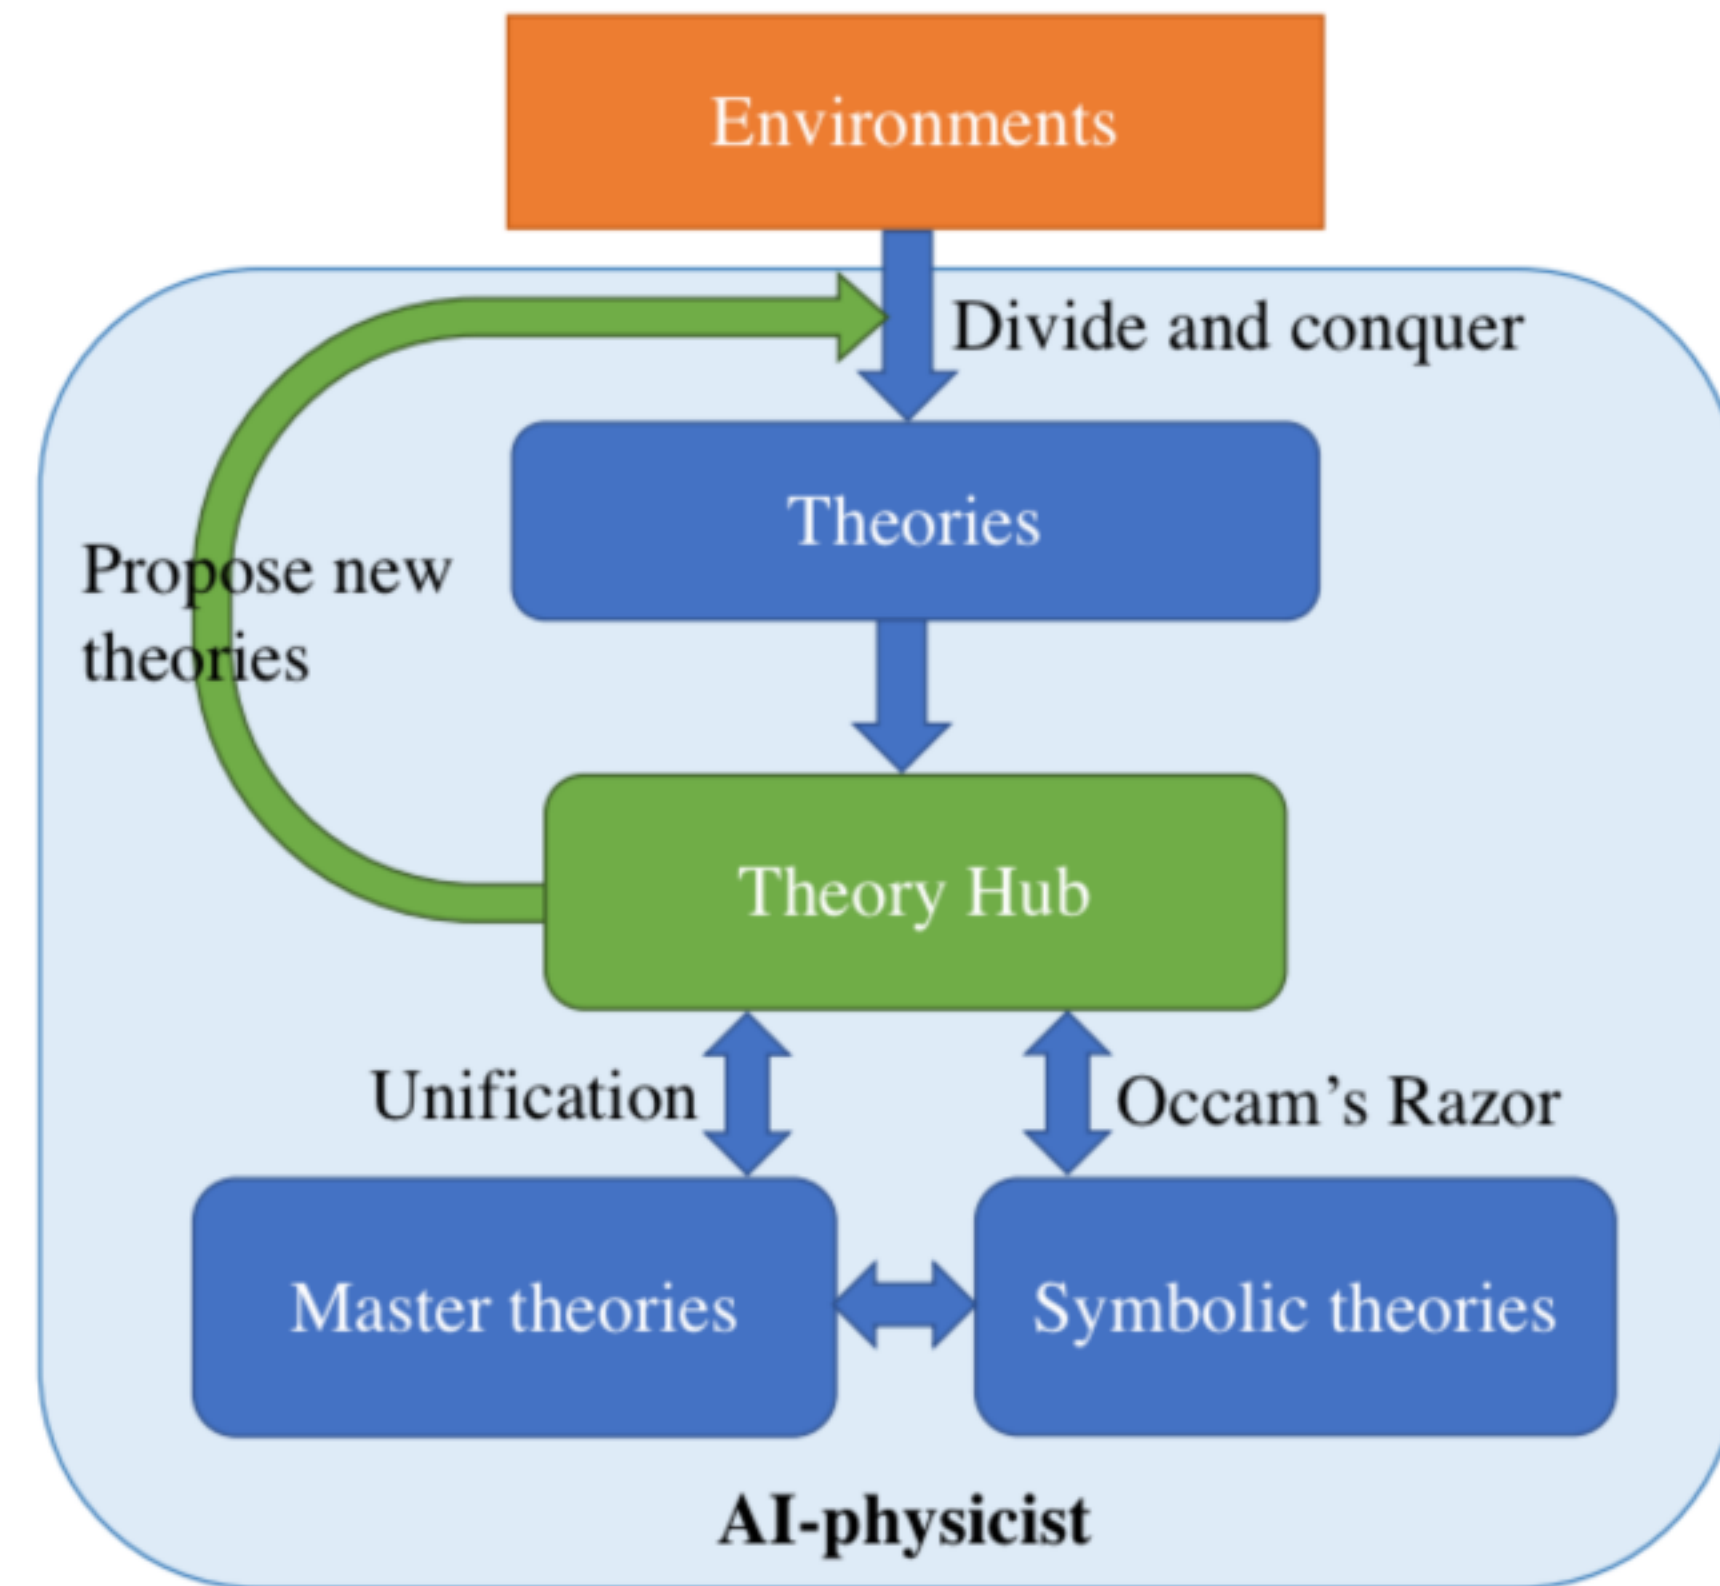 Environments
Divide and conquer
Theories
Propose new
theories
Theory Hub
Unification
Occam’s Razor
Master theories
Symbolic theories
AI-physicist